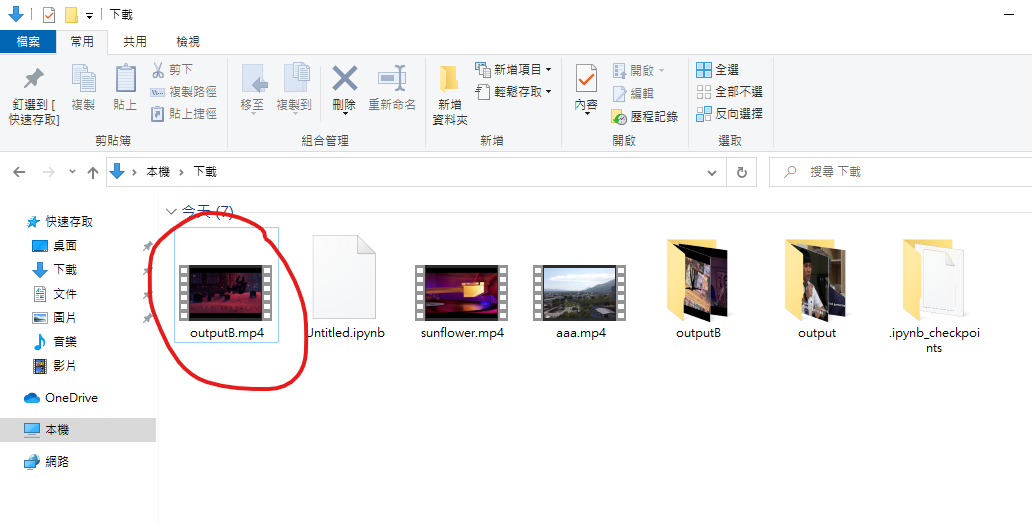 下載
檔案 常用 共用 檢視
釘選到 [
快速存取]
複製
貼上
剪下
複製路徑
貼上捷徑
剪貼簿
移至
複製到
刪除
重新命名
組合管理
新增
資料夾
新增項目
輕鬆存取
新增
內容
開啟
編輯
歷程記錄
開啟
全選
全部不選
反向選擇
選取
本機 下載
搜尋 下載
快速存取
桌面
下載
文件
圖片
音樂
影片
OneDrive
本機
網路
今天 (7)
outputB.mp4
Untitled.ipynb
sunflower.mp4
aaa.mp4
outputB
output
.ipynb_checkpoi
nts